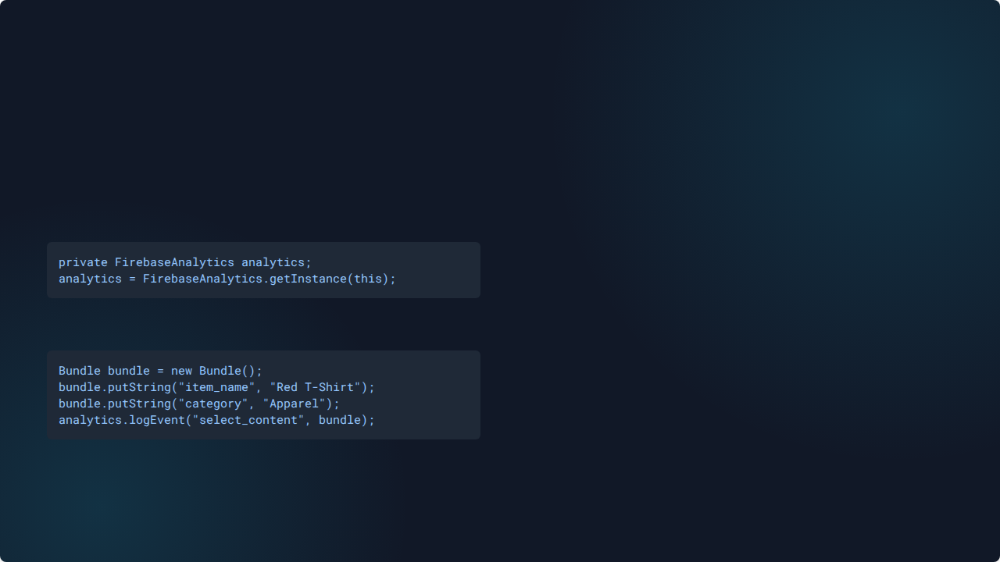 private FirebaseAnalytics analytics;
analytics = FirebaseAnalytics.getInstance(this);
Bundle bundle = new Bundle();
bundle.putString("item_name", "Red T-Shirt");
bundle.putString("category", "Apparel");
analytics.logEvent("select_content", bundle);